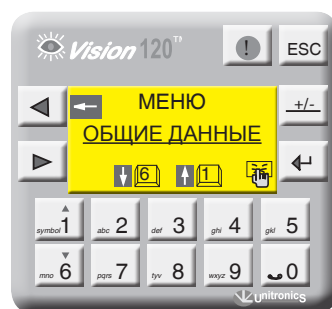 Vision 120™
! ESC
МЕНЮ
ОБЩИЕ ДАННЫЕ
+/-
6 1
symbol 1 abc 2 def 3 ghi 4 gkl 5
mno 6 pqrs 7 tyv 8 wxyz 9 0
Unitronics